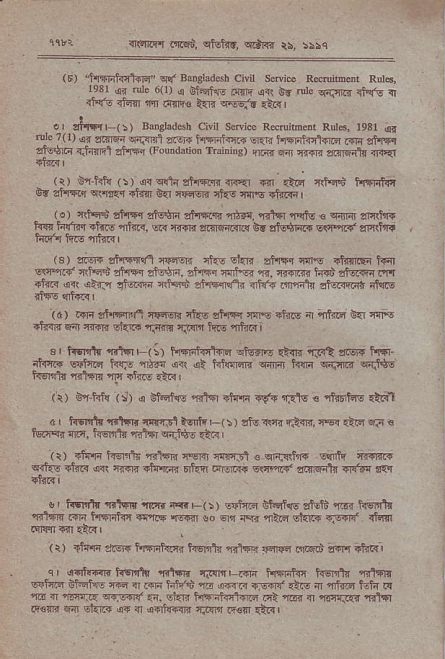 ৭৭৮২ বাংলাদেশ গেজেট, অতিরিক্ত, অক্টোবর ২৯, ১৯৯৭
(চ) “শিক্ষানবিসীকাল” অর্থ Bangladesh Civil Service Recruitment Rules,
1981 এর rule 6(1) এ উল্লিখিত মেয়াদ এবং উক্ত rule অনুসারে বর্ধিত বা
বর্ধিত বলিয়া গণ্য মেয়াদও ইহার অন্তর্ভুক্ত হইবে।
৩। প্রশিক্ষণ।—(১) Bangladesh Civil Service Recruitment Rules, 1981 এর
rule 7(1) এর প্রয়োজন অনুযায়ী প্রত্যেক শিক্ষানবিসকে তাহার শিক্ষানবিসীকালে কোন প্রশিক্ষণ
প্রতিষ্ঠানে বুনিয়াদী প্রশিক্ষণ (Foundation Training) দানের জন্য সরকার প্রয়োজনীয় ব্যবস্থা
করিবে।
(২) উপ-বিধি (১) এর অধীন প্রশিক্ষণের ব্যবস্থা করা হইলে সংশ্লিষ্ট শিক্ষানবিস
উক্ত প্রশিক্ষণে অংশগ্রহণ করিয়া উহা সফলতার সহিত সমাপ্ত করিবেন।
(৩) সংশ্লিষ্ট প্রশিক্ষণ প্রতিষ্ঠান প্রশিক্ষণের পাঠক্রম, পরীক্ষা পদ্ধতি ও অন্যান্য প্রাসংগিক
বিষয় নির্ধারণ করিতে পারিবে, তবে সরকার প্রয়োজনবোধে উক্ত প্রতিষ্ঠানকে তৎসম্পর্কে প্রাসংগিক
নির্দেশ দিতে পারিবে।
(৪) প্রত্যেক প্রশিক্ষণার্থী সফলতার সহিত তাঁহার প্রশিক্ষণ সমাপ্ত করিয়াছেন কিনা
তৎসম্পর্কে সংশ্লিষ্ট প্রশিক্ষণ প্রতিষ্ঠান, প্রশিক্ষণ সমাপ্তির পর, সরকারের নিকট প্রতিবেদন পেশ
করিবে এবং এইরূপ প্রতিবেদন সংশ্লিষ্ট প্রশিক্ষণার্থীর বার্ষিক গোপনীয় প্রতিবেদনের নথিতে
রক্ষিত থাকিবে।
(৫) কোন প্রশিক্ষণার্থী সফলতার সহিত প্রশিক্ষণ সমাপ্ত করিতে না পারিলে উহা সমাপ্ত
করিবার জন্য সরকার তাঁহাকে পুনরায় সুযোগ দিতে পারিবে।
৪। বিভাগীয় পরীক্ষা।—(১) শিক্ষানবিসীকাল অতিক্রান্ত হইবার পূর্বেই প্রত্যেক শিক্ষা-
নবিসকে তফসিলে বিধৃত পাঠক্রম এবং এই বিধিমালার অন্যান্য বিধান অনুসারে অনুষ্ঠিত
বিভাগীয় পরীক্ষায় পাস করিতে হইবে।
(২) উপ-বিধি (১) এ উল্লিখিত পরীক্ষা কমিশন কর্তৃক গৃহীত ও পরিচালিত হইবে।
৫। বিভাগীয় পরীক্ষার সময়সূচী ইত্যাদি।—(১) প্রতি বৎসর দুইবার, সম্ভব হইলে জুন ও
ডিসেম্বর মাসে, বিভাগীয় পরীক্ষা অনুষ্ঠিত হইবে।
(২) কমিশন বিভাগীয় পরীক্ষার সম্ভাব্য সময়সূচী ও আনুষংগিক তথ্যাদি সরকারকে
অবহিত করিবে এবং সরকার কমিশনের চাহিদা মোতাবেক তৎসম্পর্কে প্রয়োজনীয় কার্যক্রম গ্রহণ
করিবে।
৬। বিভাগীয় পরীক্ষায় পাসের নম্বর।—(১) তফসিলে উল্লিখিত প্রতিটি পত্রের বিভাগীয়
পরীক্ষায় কোন শিক্ষানবিস কমপক্ষে শতকরা ৬০ ভাগ নম্বর পাইলে তাঁহাকে কৃতকার্য বলিয়া
ঘোষণা করা হইবে।
(২) কমিশন প্রত্যেক শিক্ষানবিসের বিভাগীয় পরীক্ষার ফলাফল গেজেটে প্রকাশ করিবে।
৭। একাধিকবার বিভাগীয় পরীক্ষার সুযোগ।—কোন শিক্ষানবিস বিভাগীয় পরীক্ষায়
তফসিলে উল্লিখিত সকল বা কোন নির্দিষ্ট পত্রে একবারে কৃতকার্য হইতে না পারিলে তিনি যে
পত্রে বা পত্রসমূহে অকৃতকার্য হন, তাঁহার শিক্ষানবিসীকালে সেই পত্রের বা পত্রসমূহের পরীক্ষা
দেওয়ার জন্য তাঁহাকে এক বা একাধিকবার সুযোগ দেওয়া হইবে।